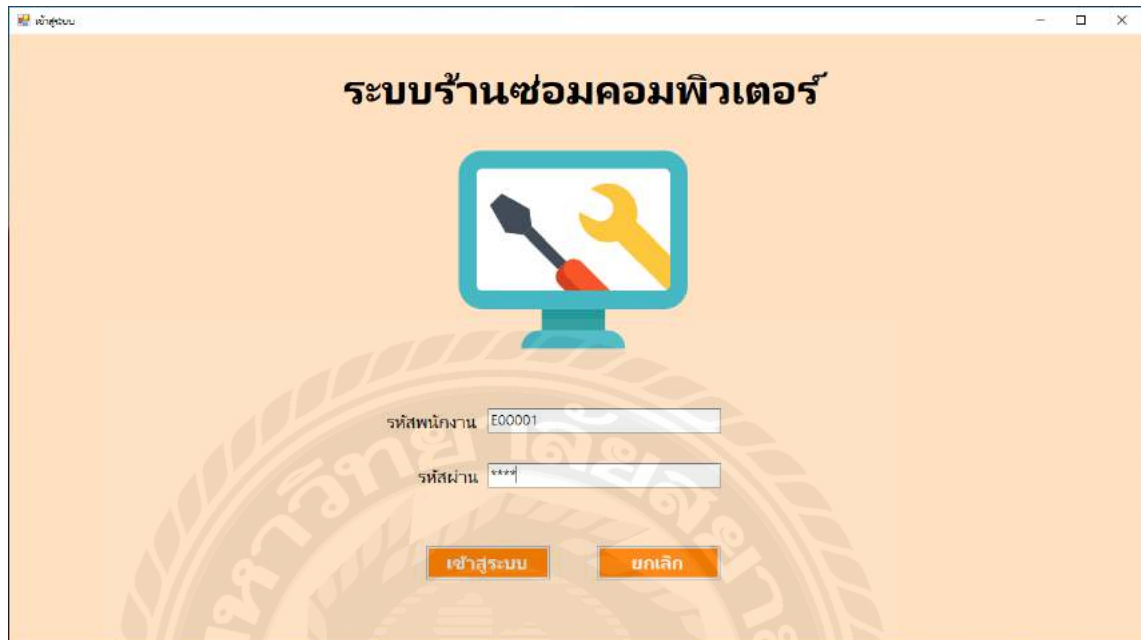 เข้าสู่ระบบ
ระบบร้านซ่อมคอมพิวเตอร์
รหัสพนักงาน E00001
รหัสผ่าน ****
เข้าสู่ระบบ ยกเลิก